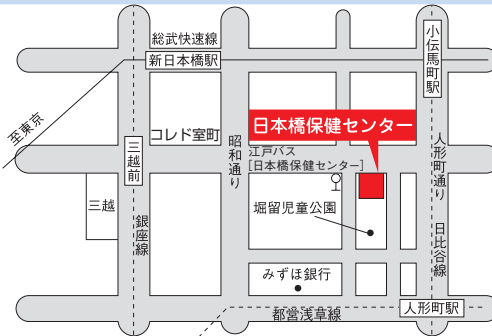 総武快速線
新日本橋駅
小伝馬町駅
至東京
コレド室町
三越前
昭和通り
日本橋保健センター
江戸バス
[日本橋保健センター]
人形町通り
三越
銀座線
堀留児童公園
日比谷線
みずほ銀行
都営浅草線
人形町駅